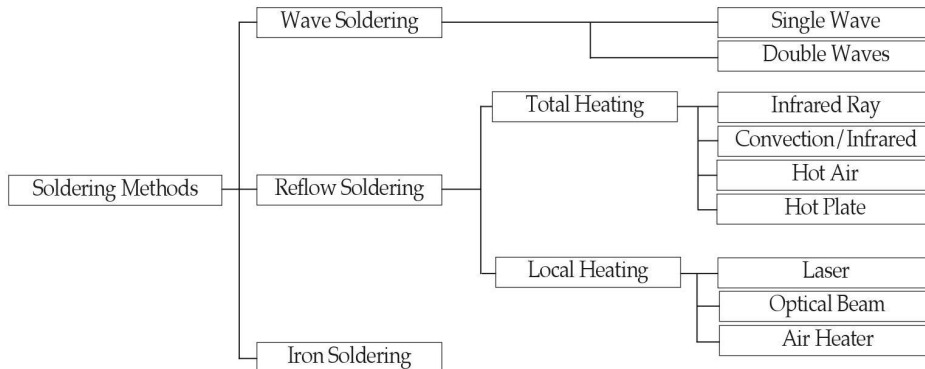 Wave Soldering
Single Wave
Double Waves
Total Heating
Infrared Ray
Convection/Infrared
Hot Air
Hot Plate
Soldering Methods
Reflow Soldering
Local Heating
Laser
Optical Beam
Air Heater
Iron Soldering